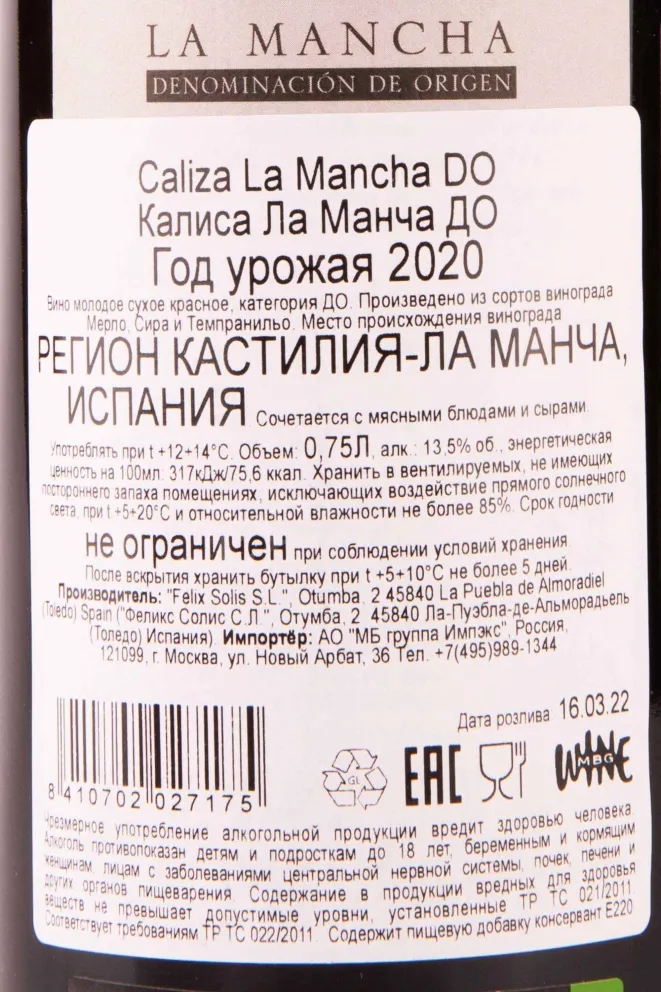 LA MANCHA
DENOMINACIÓN DE ORIGEN
Caliza La Mancha DO
Калиса Ла Манча ДО
Год урожая 2020
Вино молодое сухое красное, категория ДО. Произведено из сортов винограда
Мерло, Сира и Темпранильо. Место происхождения винограда
РЕГИОН КАСТИЛИЯ-ЛА МАНЧА,
ИСПАНИЯ Сочетается с мясными блюдами и сырами.
Употреблять при t +12+14°С. Объем: 0,75Л, алк.: 13,5% об., энергетическая
ценность на 100мл: 317кДж/75,6 ккал. Хранить в вентилируемых, не имеющих
постороннего запаха помещениях, исключающих воздействие прямого солнечного
света, при t +5+20°С и относительной влажности не более 85%. Срок годности
не ограничен при соблюдении условий хранения.
После вскрытия хранить бутылку при t +5+10°С не более 5 дней.
Производитель: "Felix Solis S.L.", Otumba, 2 45840 La Puebla de Almoradiel
(Toledo) Spain ("Феликс Солис С.Л.", Отумба, 2 45840 Ла-Пуэбла-де-Альморадьель
(Толедо) Испания). Импортёр: АО "МБ группа Импэкс", Россия,
121099, г. Москва, ул. Новый Арбат, 36 Тел. +7(495)989-1344
Дата розлива 16.03.22
8 410702 027175
GL
EAC
WINE
MBG
Чрезмерное употребление алкогольной продукции вредит здоровью человека.
Алкоголь противопоказан детям и подросткам до 18 лет, беременным и кормящим
женщинам, лицам с заболеваниями центральной нервной системы, почек, печени и
других органов пищеварения. Содержание в продукции вредных для здоровья
веществ не превышает допустимые уровни, установленные ТР ТС 021/2011.
Соответствует требованиям ТР ТС 022/2011. Содержит пищевую добавку консервант Е220